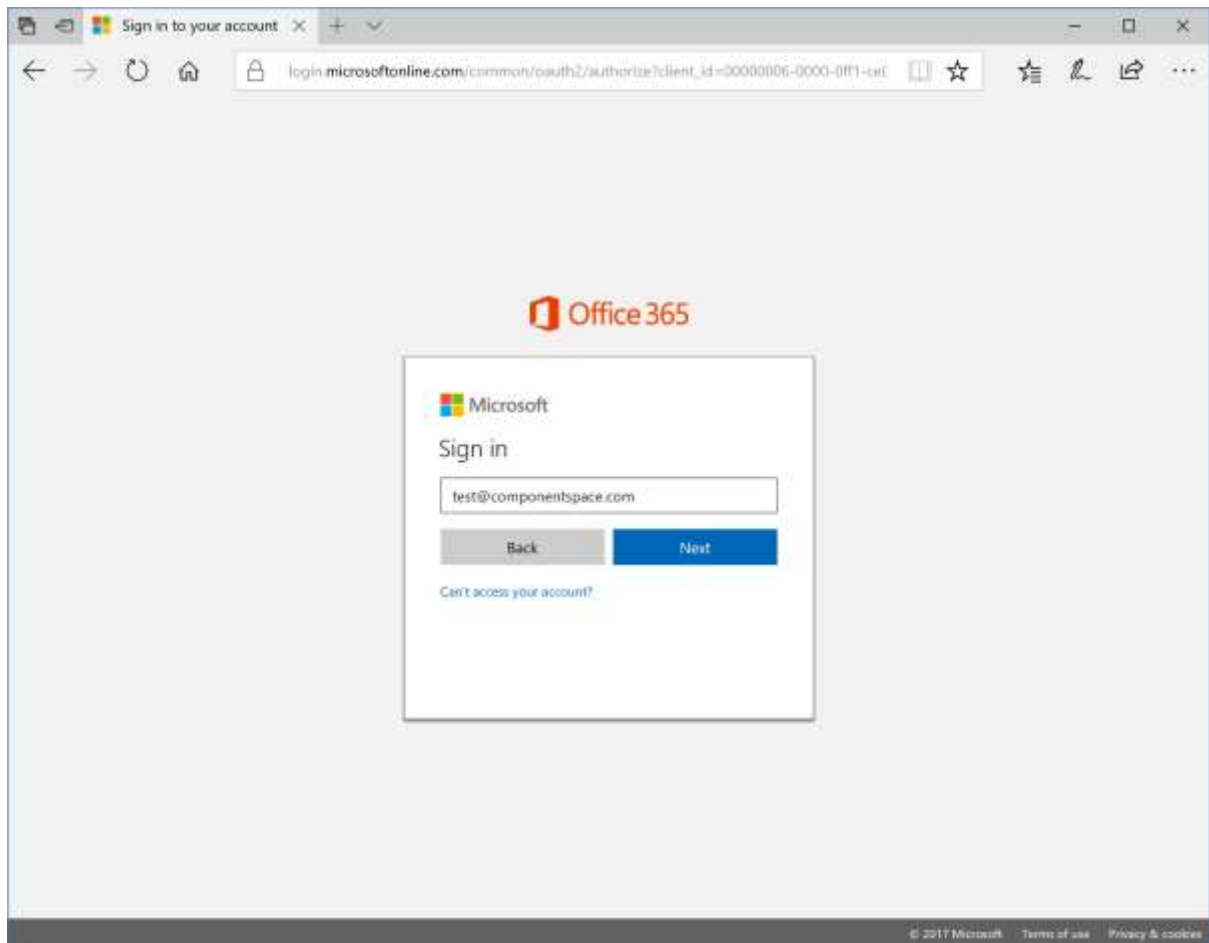 Sign in to your account
login.microsoftonline.com/common/oauth2/authorize?client_id=00000006-0000-0ff1-ce0
Office 365
Microsoft
Sign in
test@componentspace.com
Back
Next
Can't access your account?
© 2017 Microsoft Terms of use Privacy & cookies